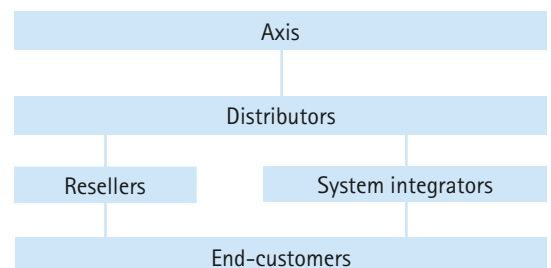 Axis
Distributors
Resellers
System integrators
End-customers